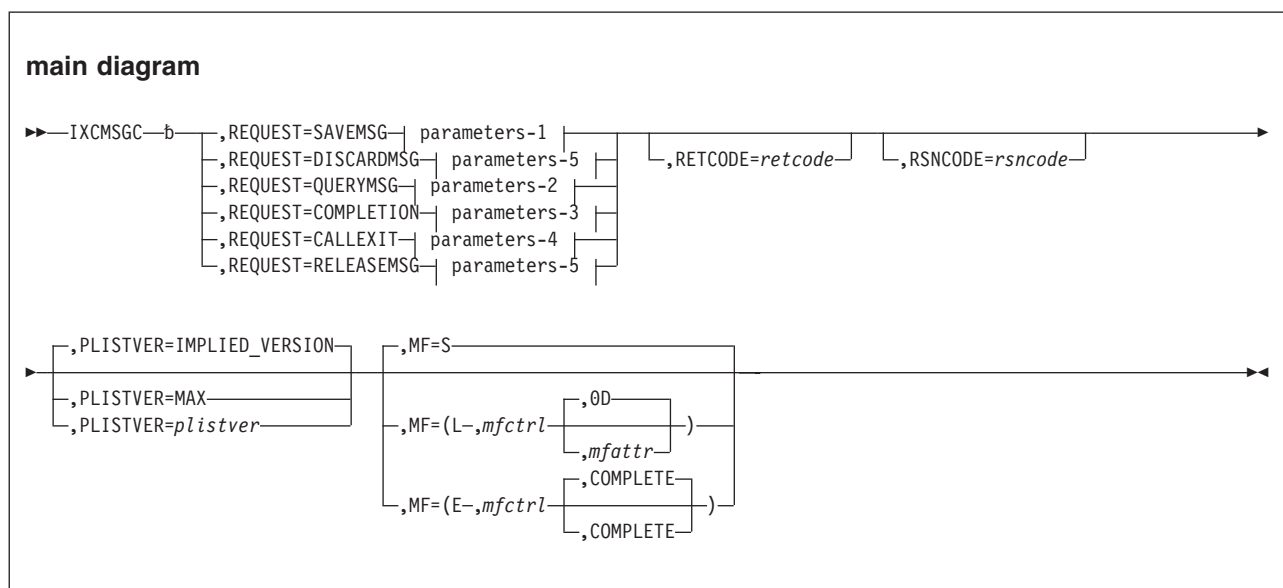 main diagram
IXCMSGC ƀ ,REQUEST=SAVEMSG parameters-1
,REQUEST=DISCARDMSG parameters-5
,REQUEST=QUERYMSG parameters-2
,REQUEST=COMPLETION parameters-3
,REQUEST=CALLEXIT parameters-4
,REQUEST=RELEASEMSG parameters-5
,RETCODE=retcode ,RSNCODE=rsncode
,PLISTVER=IMPLIED_VERSION
,PLISTVER=MAX
,PLISTVER=plistver
,MF=S
,0D
,MF=(L ,mfctrl )
,mfattr
,COMPLETE
,MF=(E ,mfctrl )
,COMPLETE